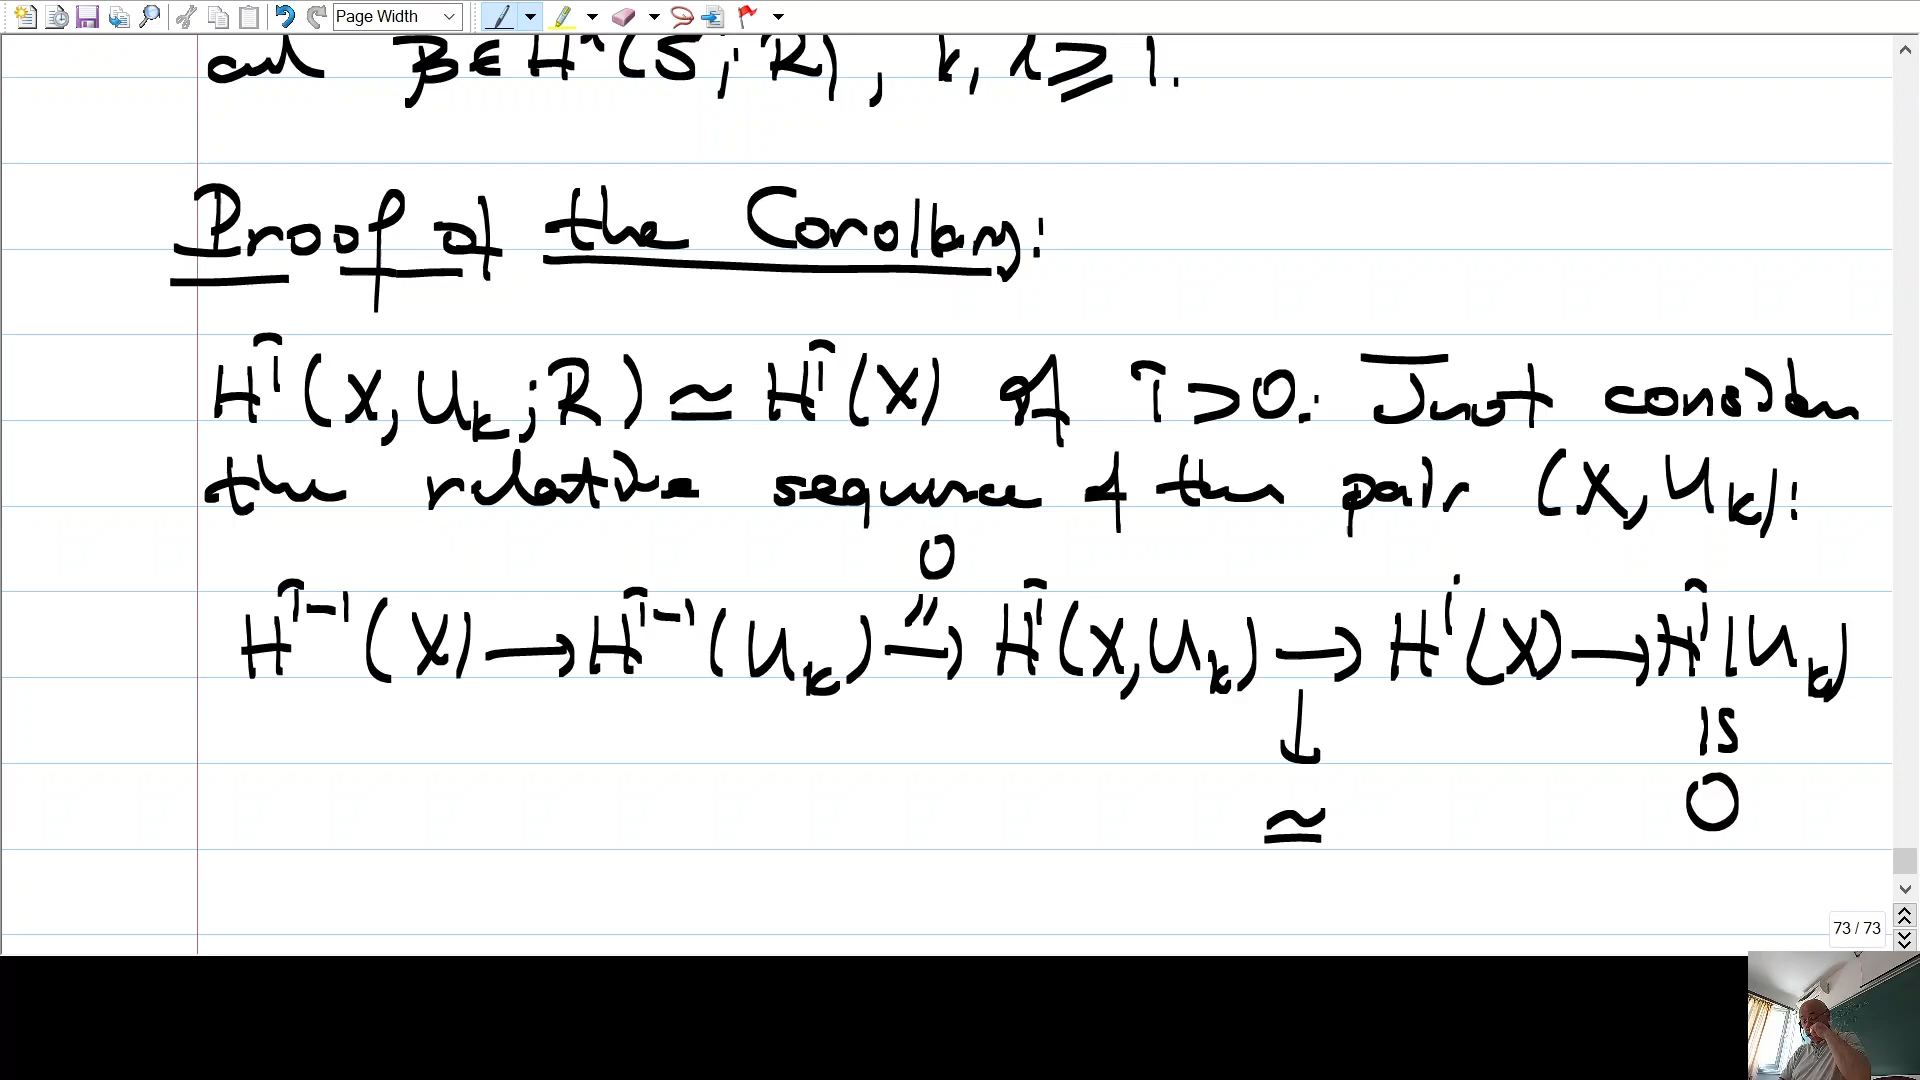 Page Width
and β ∈ H^l(S; R), k, l ⩾ 1.
Proof of the Corollary:
H^i(X, U_k; R) ≃ H^i(X) if i > 0: Just consider
the relative sequence of the pair (X, U_k):
0
H^{i-1}(X) → H^{i-1}(U_k) → H^i(X, U_k) → H^i(X) → H^i(U_k)
≅
0
73 / 73